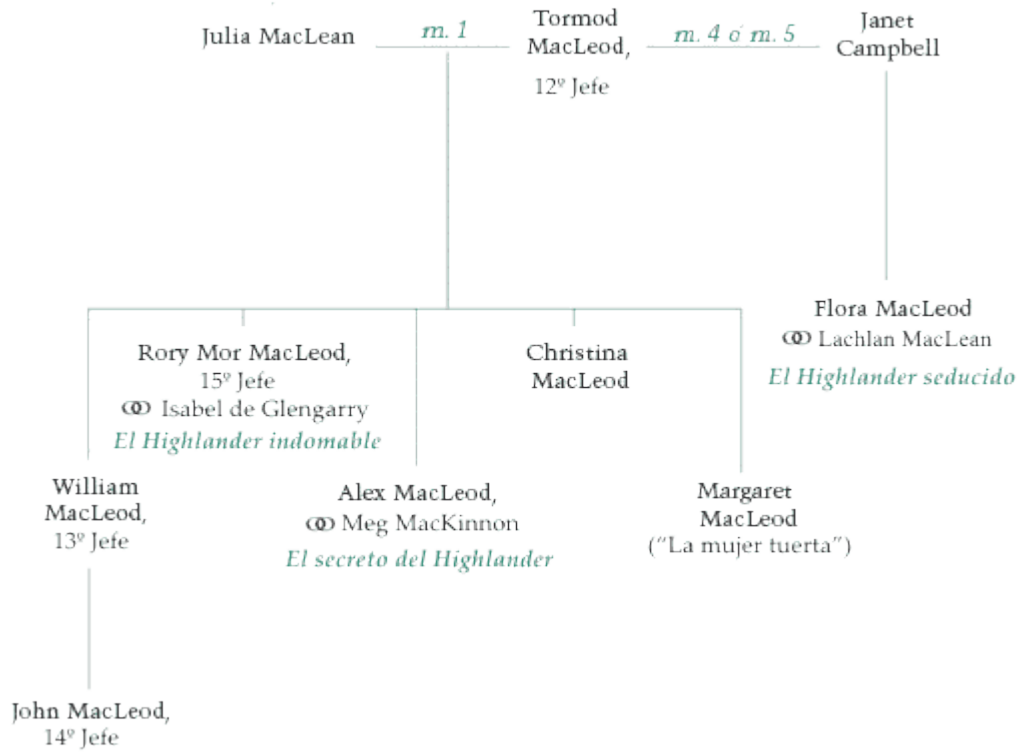 Julia MacLean
m. 1
Tormod
MacLeod,
12º Jefe
m. 4 ó m. 5
Janet
Campbell
Flora MacLeod
Lachlan MacLean
El Highlander seducido
Rory Mor MacLeod,
15º Jefe
Isabel de Glengarry
El Highlander indomable
Christina
MacLeod
William
MacLeod,
13º Jefe
Alex MacLeod,
Meg MacKinnon
El secreto del Highlander
Margaret
MacLeod
("La mujer tuerta")
John MacLeod,
14º Jefe